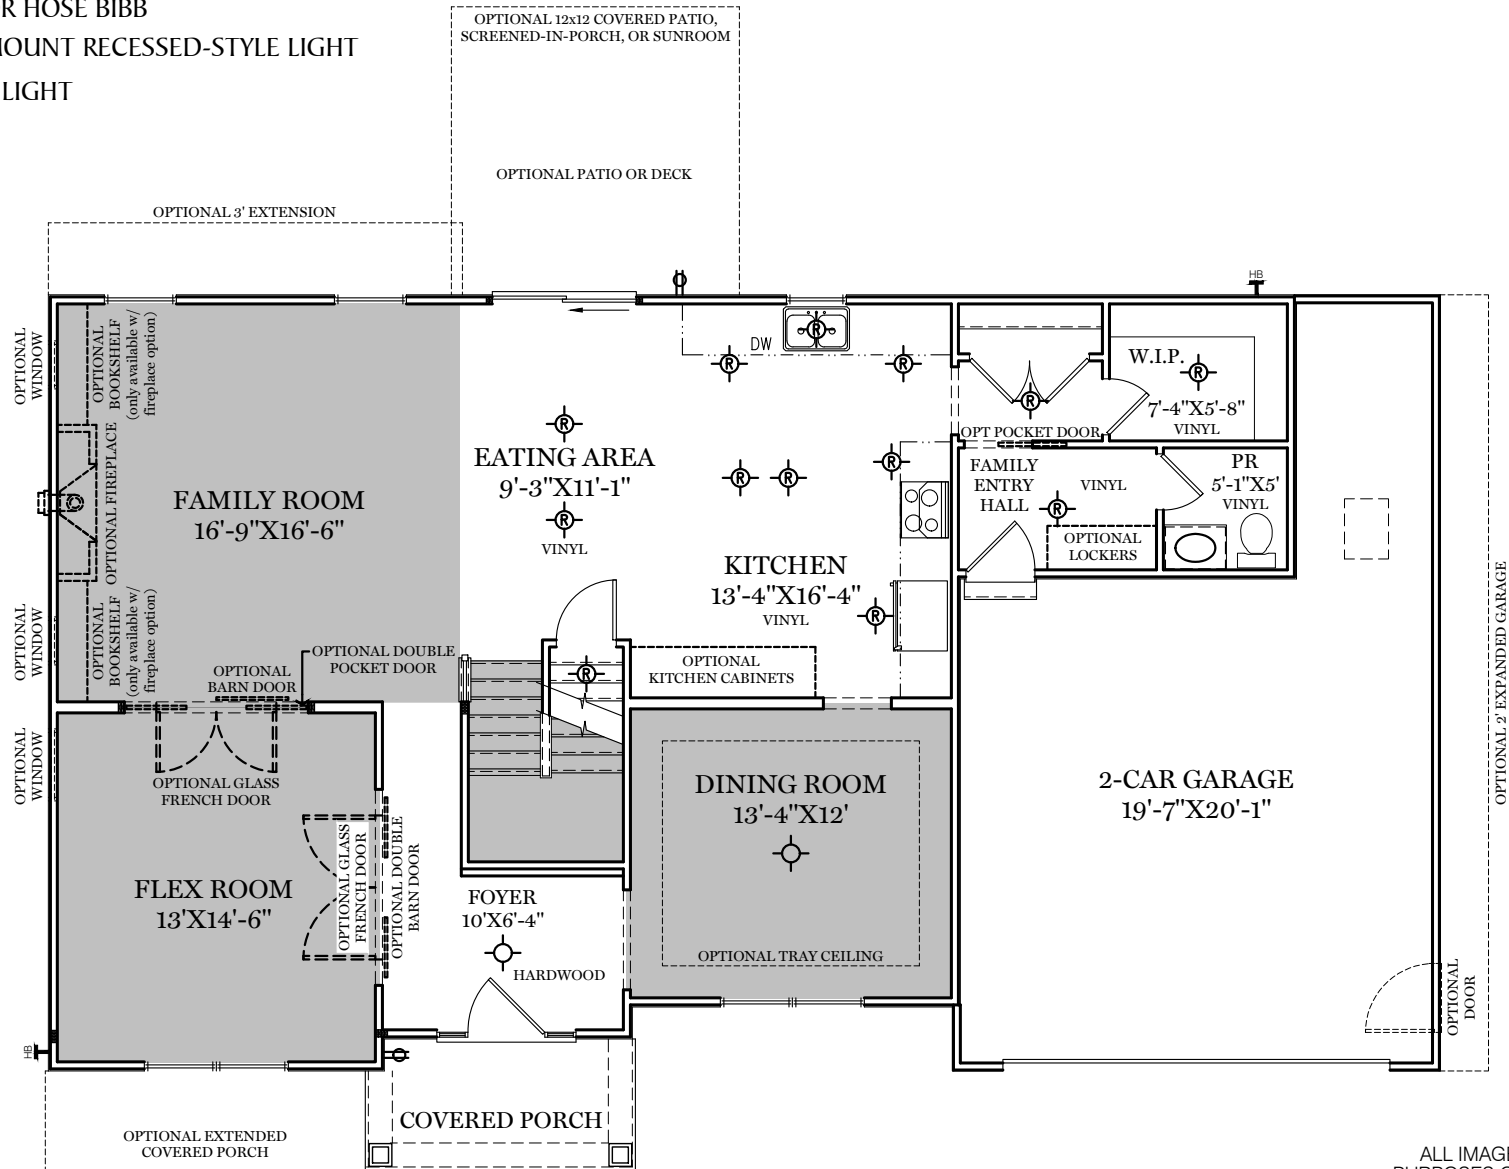 R HOSE BIBB
MOUNT RECESSED-STYLE LIGHT
LIGHT
OPTIONAL 12x12 COVERED PATIO,
SCREENED-IN-PORCH, OR SUNROOM
OPTIONAL PATIO OR DECK
OPTIONAL 3' EXTENSION
HB
OPTIONAL
WINDOW
OPTIONAL
BOOKSHELF
(only available w/
fireplace option)
DW
R
R
R
W.I.P.
R
7'-4"X5'-8"
VINYL
R
OPT POCKET DOOR
R
EATING AREA
9'-3"X11'-1"
R
VINYL
R
R
R
FAMILY ROOM
16'-9"X16'-6"
OPTIONAL FIREPLACE
FAMILY
ENTRY
HALL
VINYL
R
OPTIONAL
LOCKERS
PR
5'-1"X5'
VINYL
KITCHEN
13'-4"X16'-4"
VINYL
R
OPTIONAL
WINDOW
OPTIONAL
BOOKSHELF
(only available w/
fireplace option)
OPTIONAL DOUBLE
POCKET DOOR
OPTIONAL
BARN DOOR
R
OPTIONAL
KITCHEN CABINETS
OPTIONAL 2' EXPANDED GARAGE
OPTIONAL
WINDOW
OPTIONAL GLASS
FRENCH DOOR
DINING ROOM
13'-4"X12'
2-CAR GARAGE
19'-7"X20'-1"
OPTIONAL GLASS
FRENCH DOOR
OPTIONAL DOUBLE
BARN DOOR
FLEX ROOM
13'X14'-6"
FOYER
10'X6'-4"
HARDWOOD
OPTIONAL TRAY CEILING
OPTIONAL
DOOR
HB
COVERED PORCH
OPTIONAL EXTENDED
COVERED PORCH
ALL IMAG